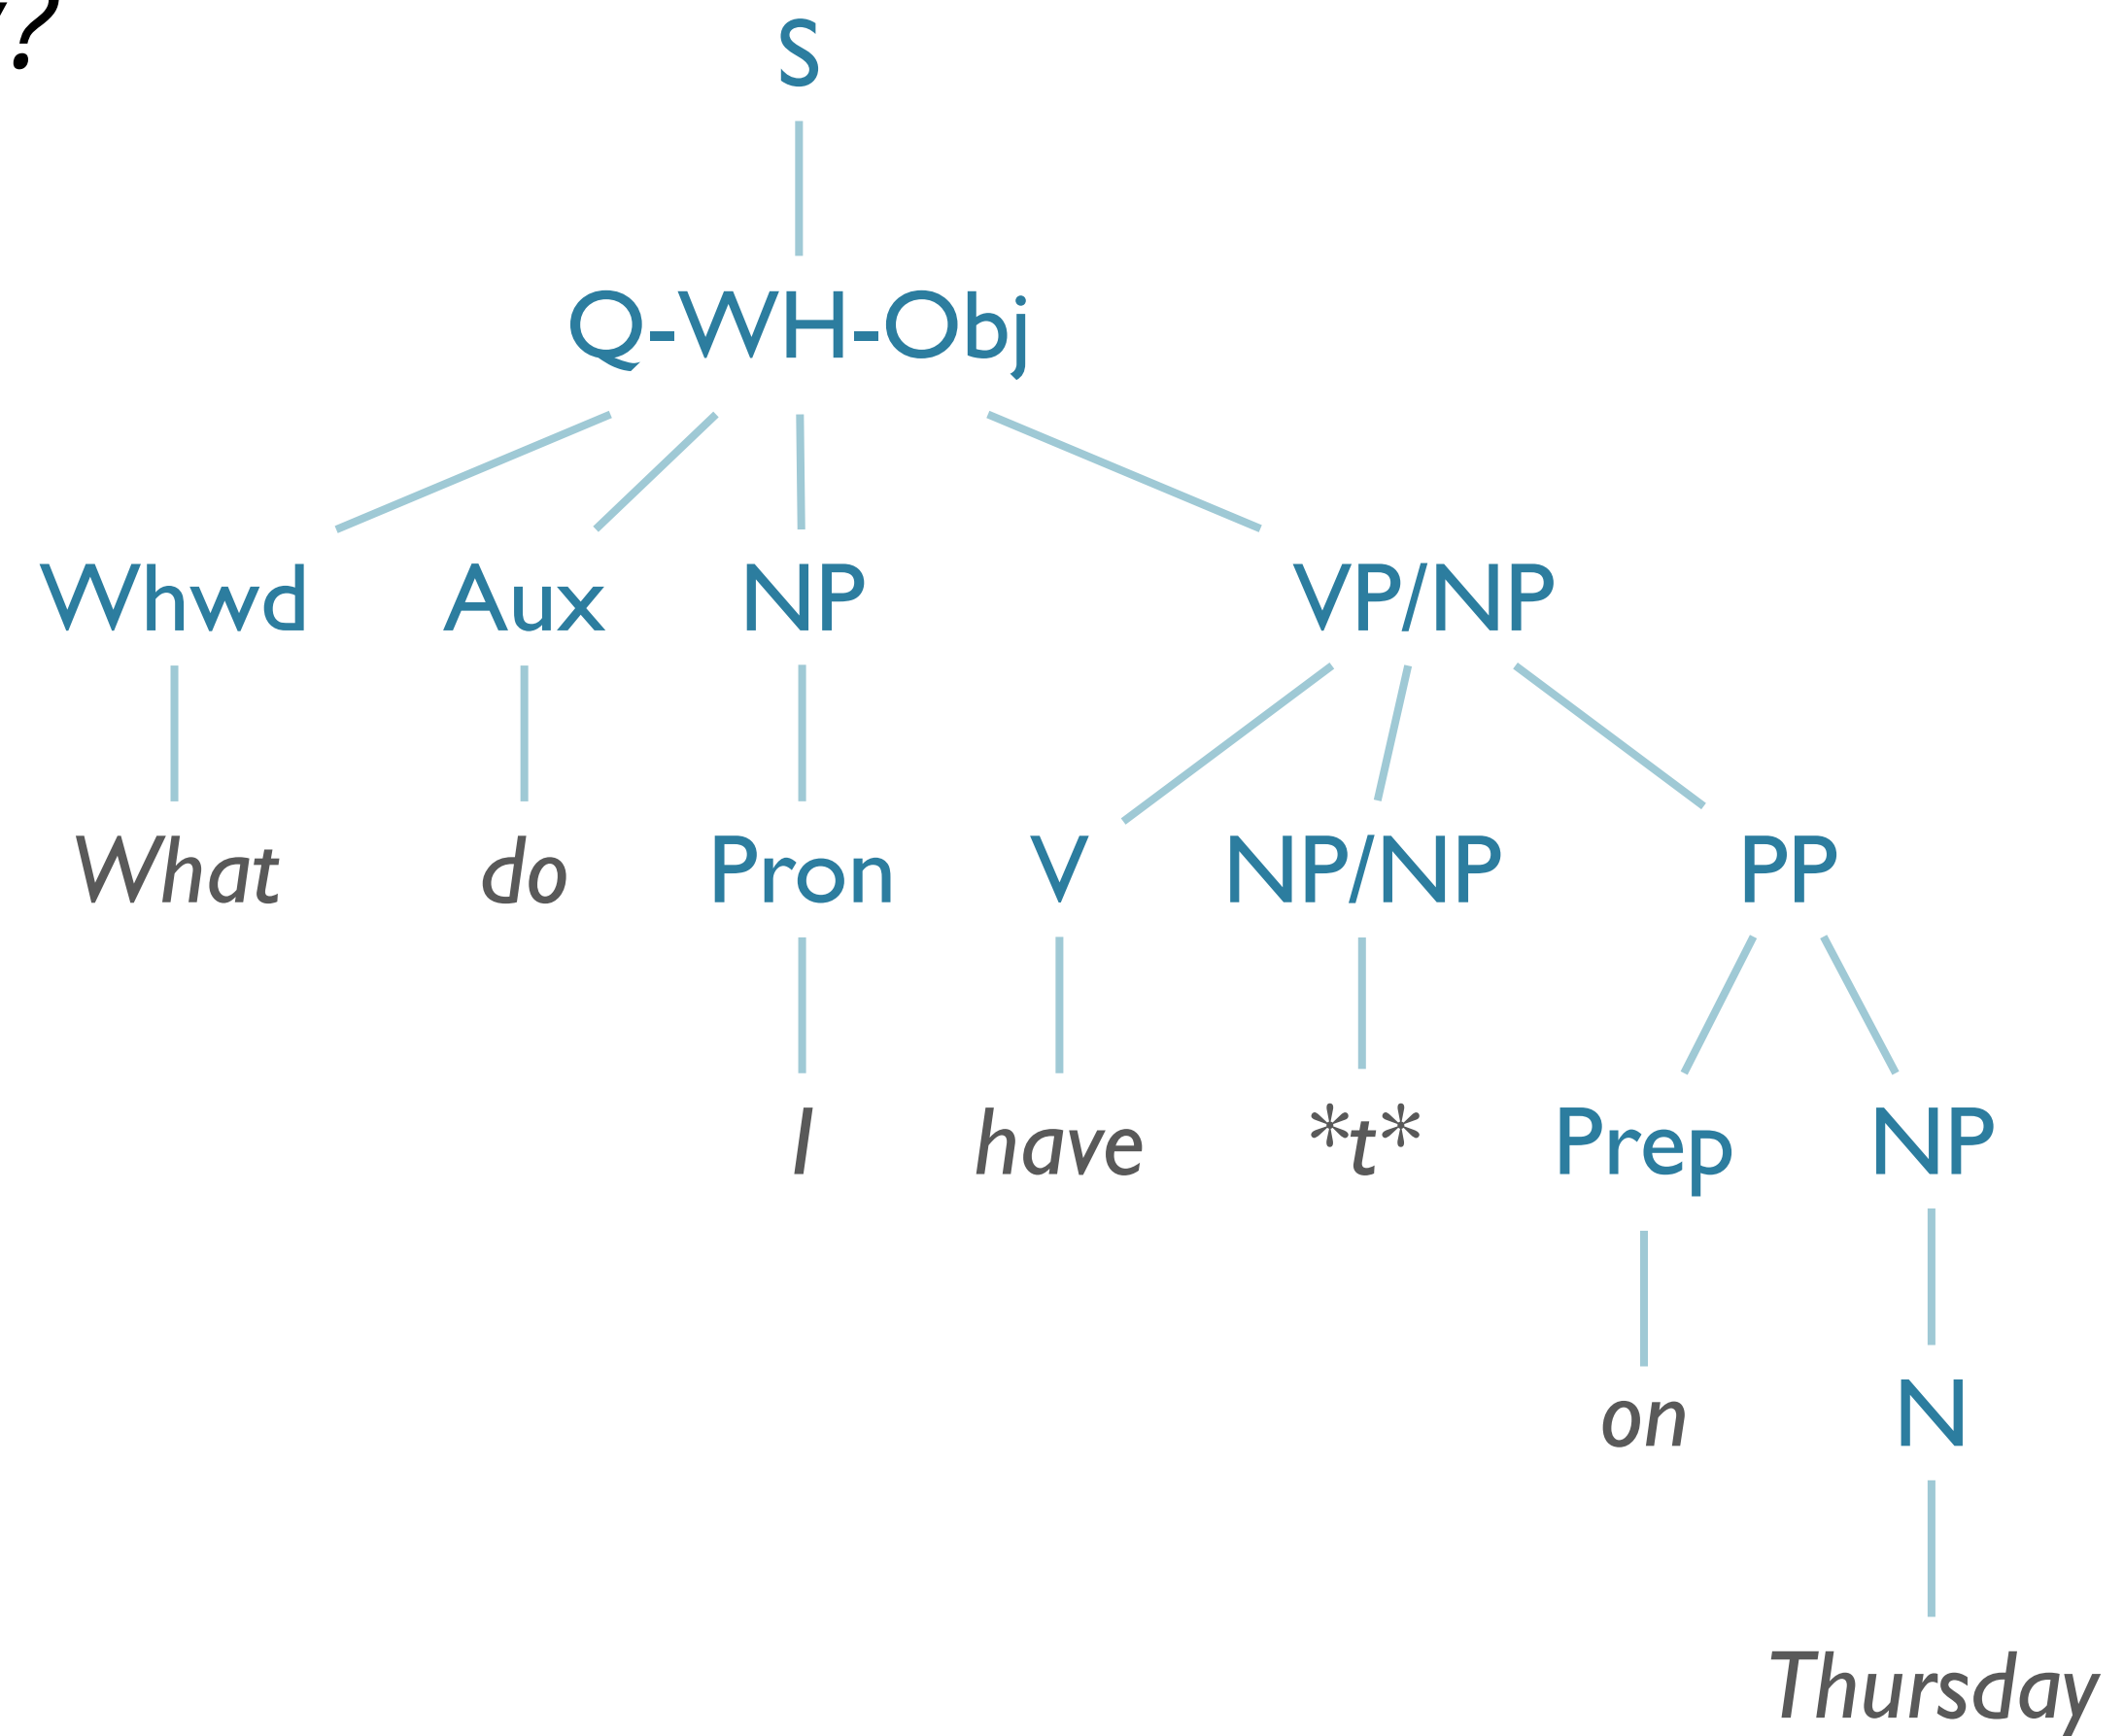 ?
S
Q-WH-Obj
Whwd Aux NP VP/NP
What do Pron V NP/NP PP
I have *t* Prep NP
on N
Thursday